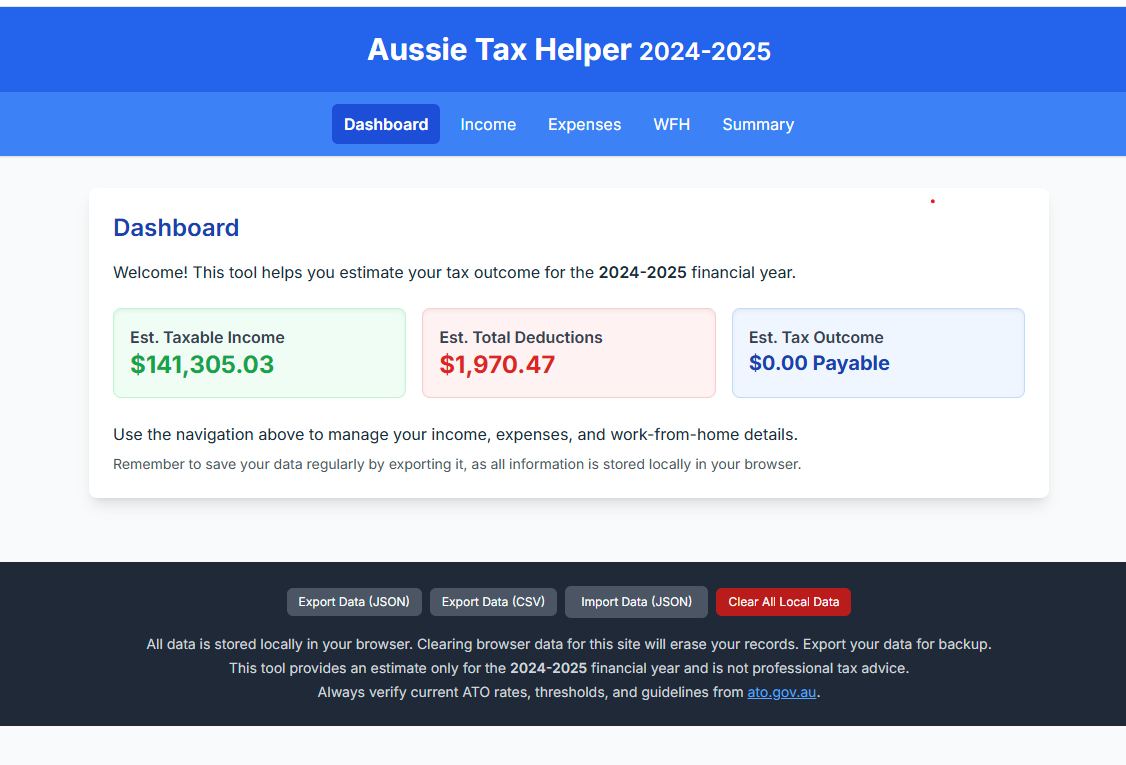 Aussie Tax Helper 2024-2025
Dashboard Income Expenses WFH Summary
Dashboard
Welcome! This tool helps you estimate your tax outcome for the 2024-2025 financial year.
Est. Taxable Income
$141,305.03
Est. Total Deductions
$1,970.47
Est. Tax Outcome
$0.00 Payable
Use the navigation above to manage your income, expenses, and work-from-home details.
Remember to save your data regularly by exporting it, as all information is stored locally in your browser.
Export Data (JSON) Export Data (CSV) Import Data (JSON) Clear All Local Data
All data is stored locally in your browser. Clearing browser data for this site will erase your records. Export your data for backup.
This tool provides an estimate only for the 2024-2025 financial year and is not professional tax advice.
Always verify current ATO rates, thresholds, and guidelines from ato.gov.au.